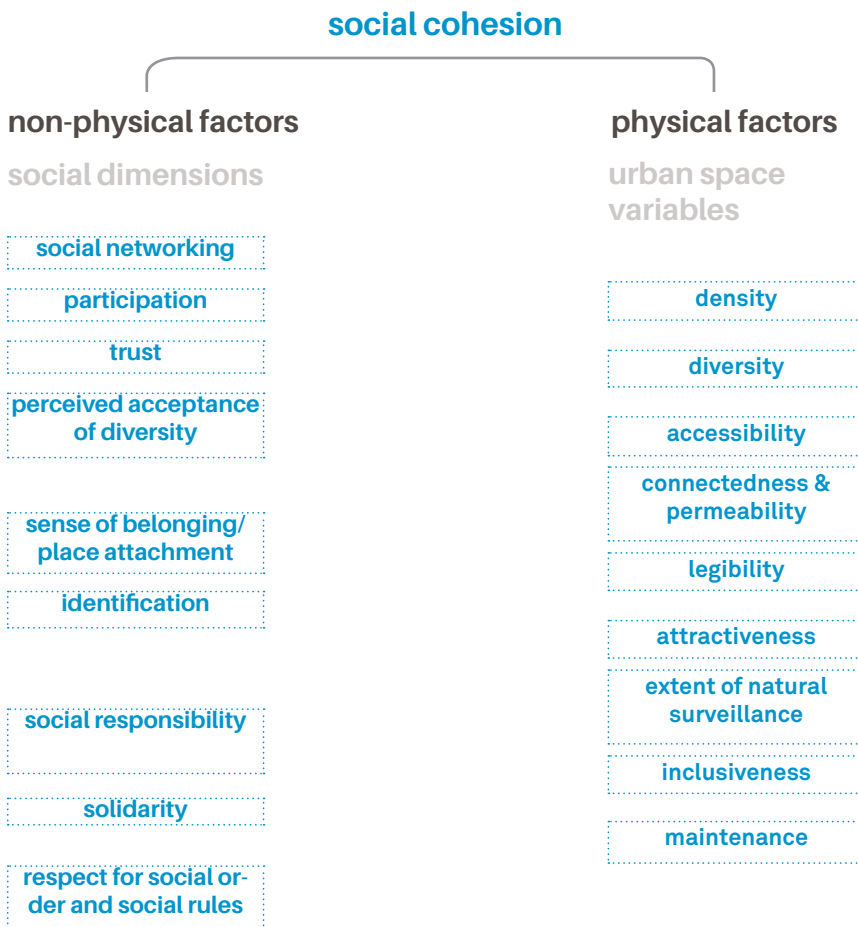 social cohesion
non-physical factors
social dimensions
social networking
participation
trust
perceived acceptance
of diversity
sense of belonging/
place attachment
identification
social responsibility
solidarity
respect for social or-
der and social rules
physical factors
urban space
variables
density
diversity
accessibility
connectedness &
permeability
legibility
attractiveness
extent of natural
surveillance
inclusiveness
maintenance